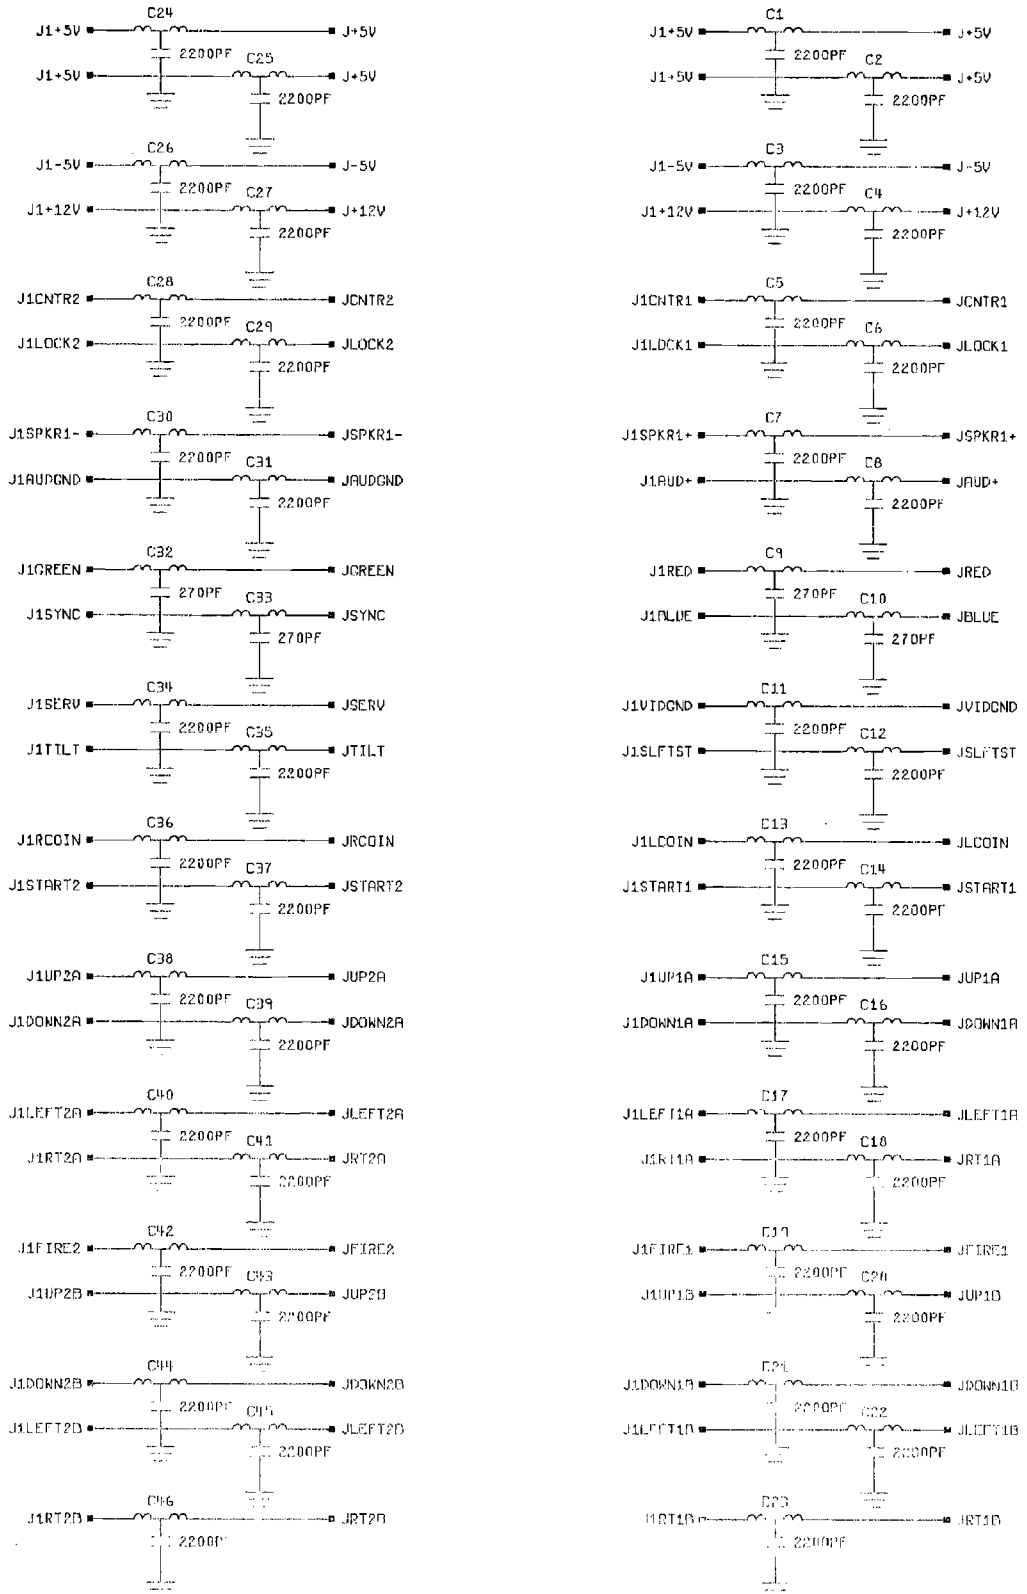 C24
J1+5V J+5V
2200PF
C25
J1+5V J+5V
2200PF
C26
J1-5V J-5V
2200PF
C27
J1+12V J+12V
2200PF
C28
J1CNTR2 JCNTR2
2200PF
C29
J1LOCK2 JLOCK2
2200PF
C30
J1SPKR1- JSPKR1-
2200PF
C31
J1AUDGND JAUDGND
2200PF
C32
J1GREEN JGREEN
270PF
C33
J1SYNC JSYNC
270PF
C34
J1SERV JSERV
2200PF
C35
J1TILT JTILT
2200PF
C36
J1RCOIN JRCOIN
2200PF
C37
J1START2 JSTART2
2200PF
C38
J1UP2A JUP2A
2200PF
C39
J1DOWN2A JDOWN2A
2200PF
C40
J1LEFT2A JLEFT2A
2200PF
C41
J1RT2A JRT2A
2200PF
C42
J1FIRE2 JFIRE2
2200PF
C43
J1UP2B JUP2B
2200PF
C44
J1DOWN2B JDOWN2B
2200PF
C45
J1LEFT2B JLEFT2B
2200PF
C46
J1RT2B JRT2B
2200PF
C1
J1+5V J+5V
2200PF
C2
J1+5V J+5V
2200PF
C3
J1-5V J-5V
2200PF
C4
J1+12V J+12V
2200PF
C5
J1CNTR1 JCNTR1
2200PF
C6
J1LOCK1 JLOCK1
2200PF
C7
J1SPKR1+ JSPKR1+
2200PF
C8
J1AUD+ JAUD+
2200PF
C9
J1RED JRED
270PF
C10
J1BLUE JBLUE
270PF
C11
J1VIDGND JVIDGND
2200PF
C12
J1SLFTST JSLFTST
2200PF
C13
J1LCOIN JLCOIN
2200PF
C14
J1START1 JSTART1
2200PF
C15
J1UP1A JUP1A
2200PF
C16
J1DOWN1A JDOWN1A
2200PF
C17
J1LEFT1A JLEFT1A
2200PF
C18
J1RT1A JRT1A
2200PF
C19
J1FIRE1 JFIRE1
2200PF
C20
J1UP1B JUP1B
2200PF
C21
J1DOWN1B JDOWN1B
2200PF
C22
J1LEFT1B JLEFT1B
2200PF
C23
J1RT1B JRT1B
2200PF